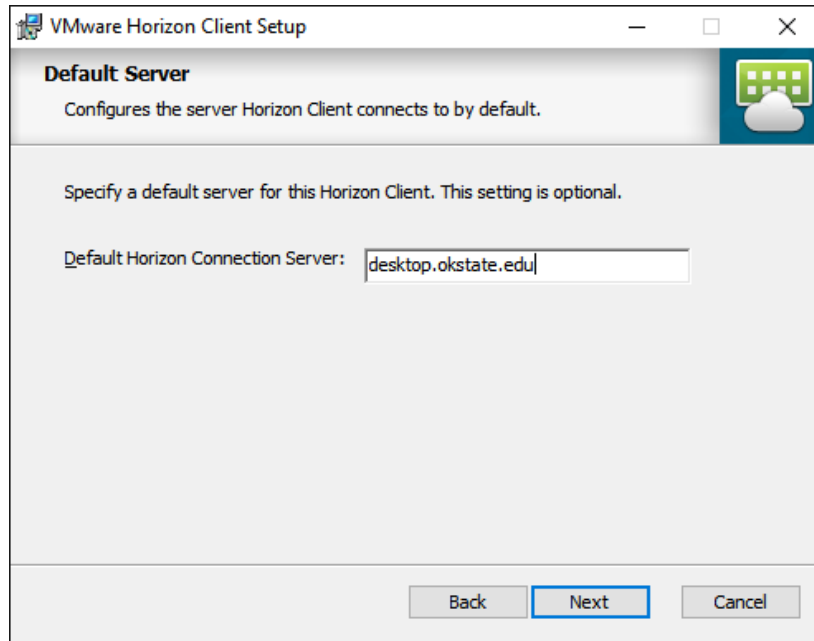 VMware Horizon Client Setup
Default Server
Configures the server Horizon Client connects to by default.
Specify a default server for this Horizon Client. This setting is optional.
Default Horizon Connection Server: desktop.okstate.edu
Back Next Cancel